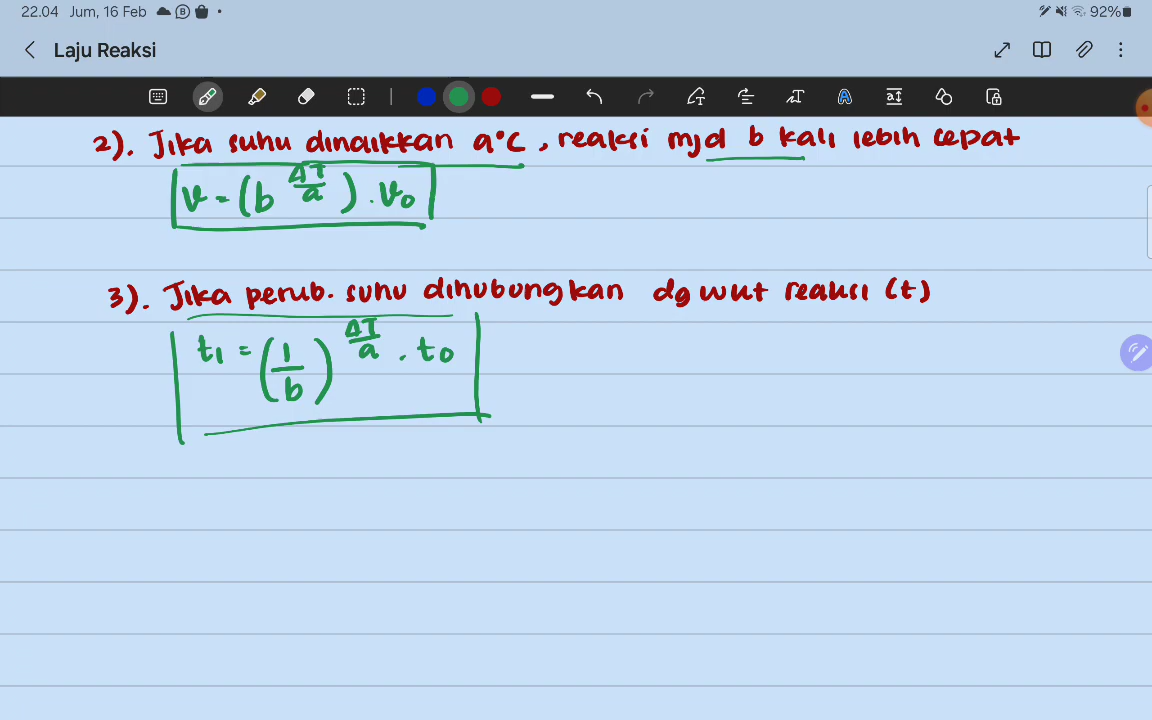 22.04 Jum, 16 Feb 92%
Laju Reaksi
2). Jika suhu dinaikkan a°C, reaksi mjd b kali lebih cepat
v = (b^(ΔT/a)) . v₀
3). Jika perub. suhu dihubungkan dg wkt reaksi (t)
t₁ = (1/b)^(ΔT/a) . t₀